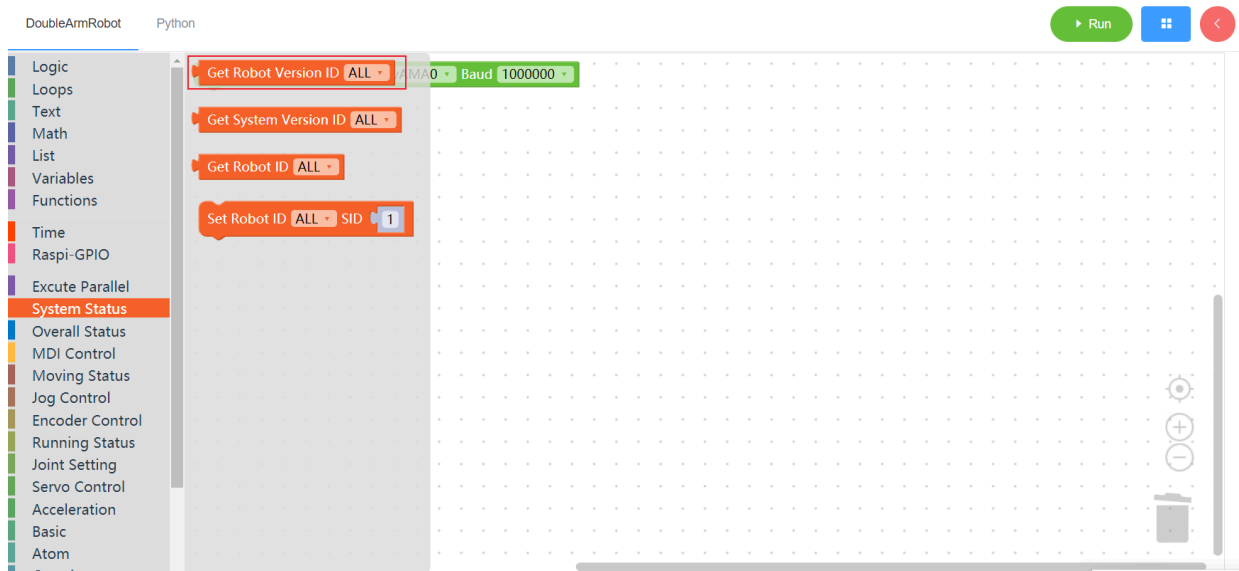 DoubleArmRobot
Python
Run
Logic
Loops
Text
Math
List
Variables
Functions
Time
Raspi-GPIO
Excute Parallel
System Status
Overall Status
MDI Control
Moving Status
Jog Control
Encoder Control
Running Status
Joint Setting
Servo Control
Acceleration
Basic
Atom
Get Robot Version ID ALL
AMA0 Baud 1000000
Get System Version ID ALL
Get Robot ID ALL
Set Robot ID ALL SID 1